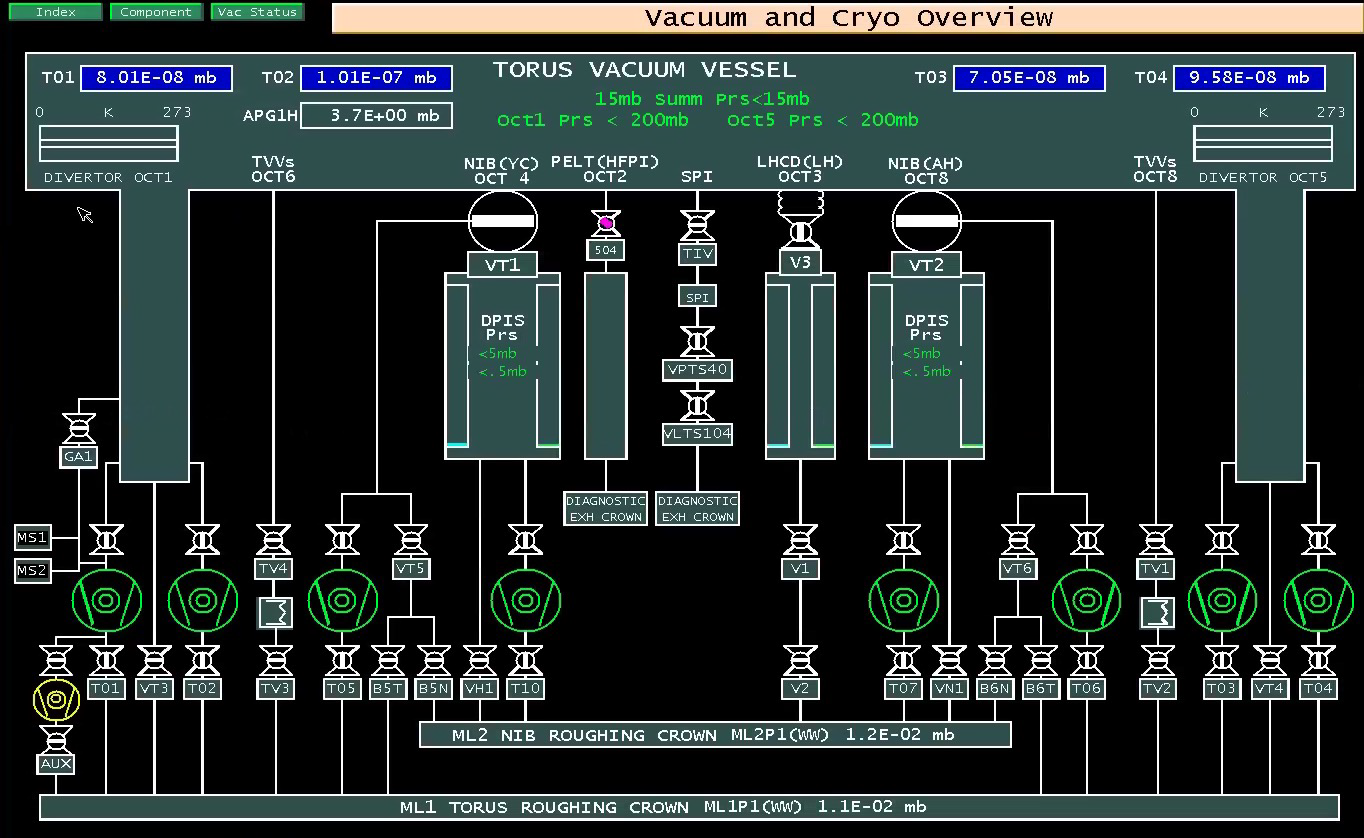 Index Component Vac Status
Vacuum and Cryo Overview
T01 8.01E-08 mb T02 1.01E-07 mb TORUS VACUUM VESSEL T03 7.05E-08 mb T04 9.58E-08 mb
15mb Summ Prs<15mb
0 K 273 APG1H 3.7E+00 mb Oct1 Prs < 200mb Oct5 Prs < 200mb 0 K 273
TVVs NIB(YC) PELT(HFPI) LHCD(LH) NIB(AH) TVVs
DIVERTOR OCT1 OCT6 OCT 4 OCT2 SPI OCT3 OCT8 OCT8 DIVERTOR OCT5
504 TIV
VT1 V3 VT2
SPI
DPIS DPIS
Prs Prs
<5mb <5mb
<.5mb VPTS40 <.5mb
VLTS104
GA1
DIAGNOSTIC DIAGNOSTIC
EXH CROWN EXH CROWN
MS1
MS2 TV4 VT5 V1 VT6 TV1
T01 VT3 T02 TV3 T05 B5T B5N VH1 T10 V2 T07 VN1 B6N B6T T06 TV2 T03 VT4 T04
ML2 NIB ROUGHING CROWN ML2P1(WW) 1.2E-02 mb
AUX
ML1 TORUS ROUGHING CROWN ML1P1(WW) 1.1E-02 mb